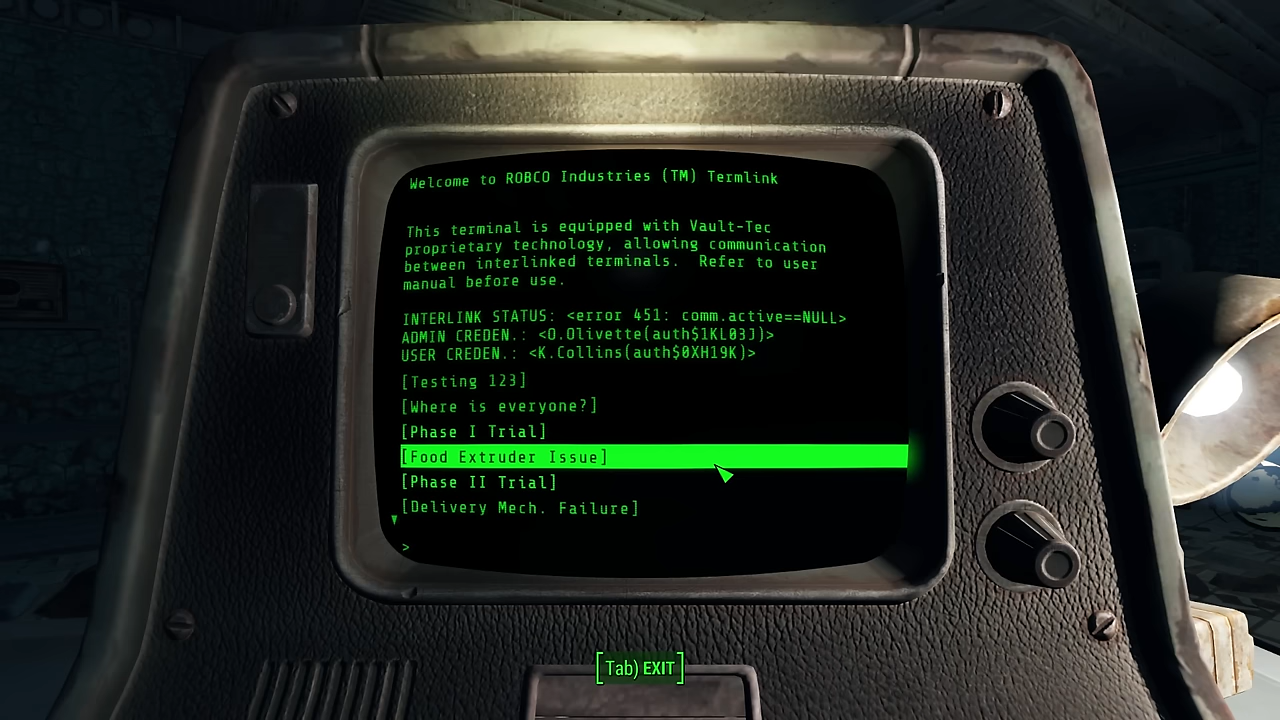 Welcome to ROBCO Industries (TM) Termlink
This terminal is equipped with Vault-Tec
proprietary technology, allowing communication
between interlinked terminals.  Refer to user
manual before use.
INTERLINK STATUS: <error 451: comm.active==NULL>
ADMIN CREDEN.: <O.Olivette(auth$1KL03J)>
USER CREDEN.: <K.Collins(auth$0XH19K)>
[Testing 123]
[Where is everyone?]
[Phase I Trial]
[Food Extruder Issue]
[Phase II Trial]
[Delivery Mech. Failure]
>
[Tab) EXIT]